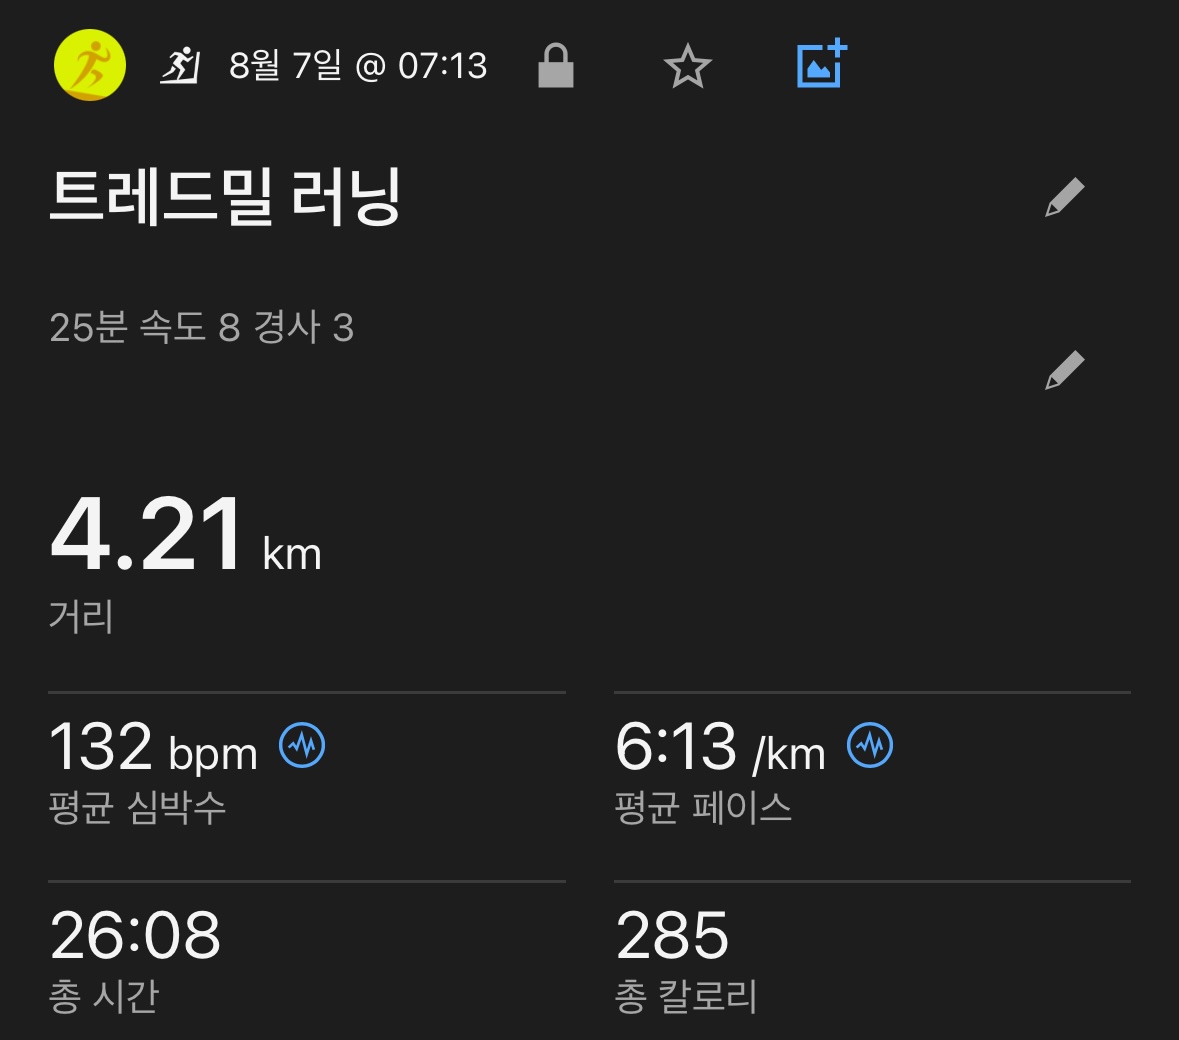 8월 7일 @ 07:13
트레드밀 러닝
25분 속도 8 경사 3
4.21 km
거리
132 bpm
평균 심박수
6:13 /km
평균 페이스
26:08
총 시간
285
총 칼로리